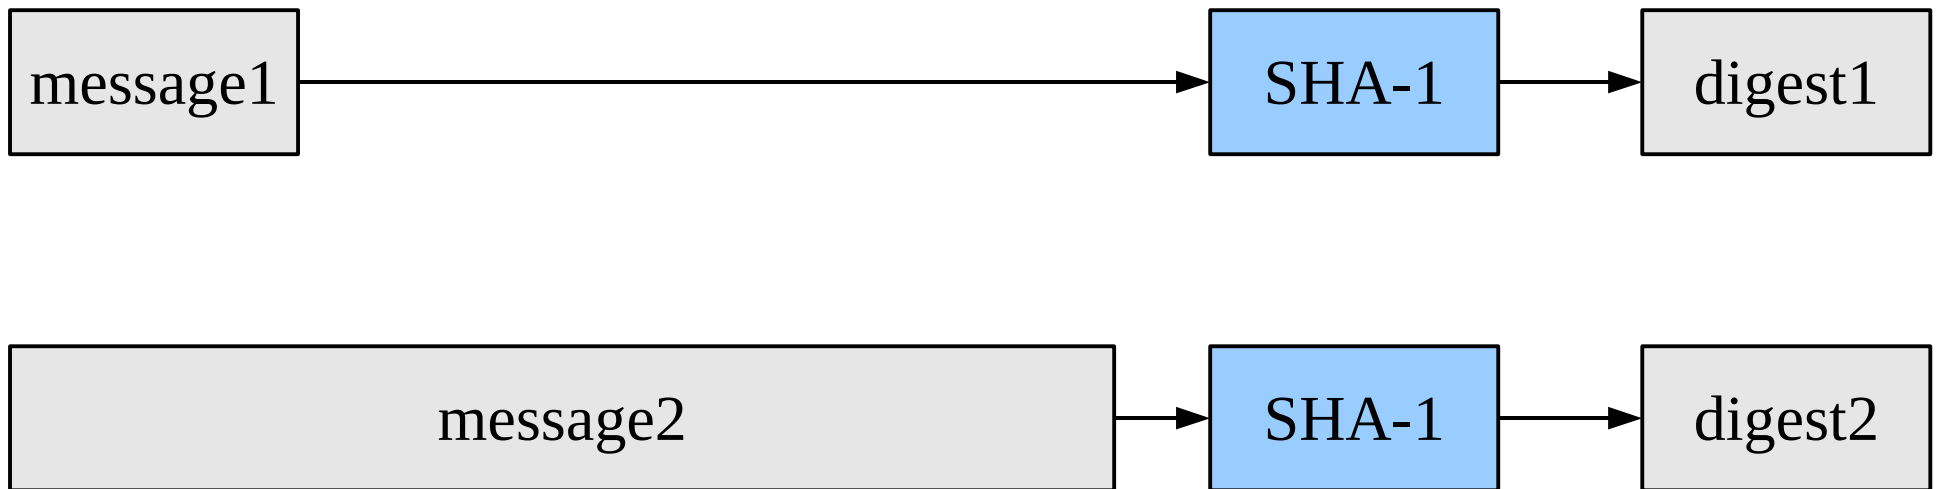 message1 SHA-1 digest1
message2 SHA-1 digest2